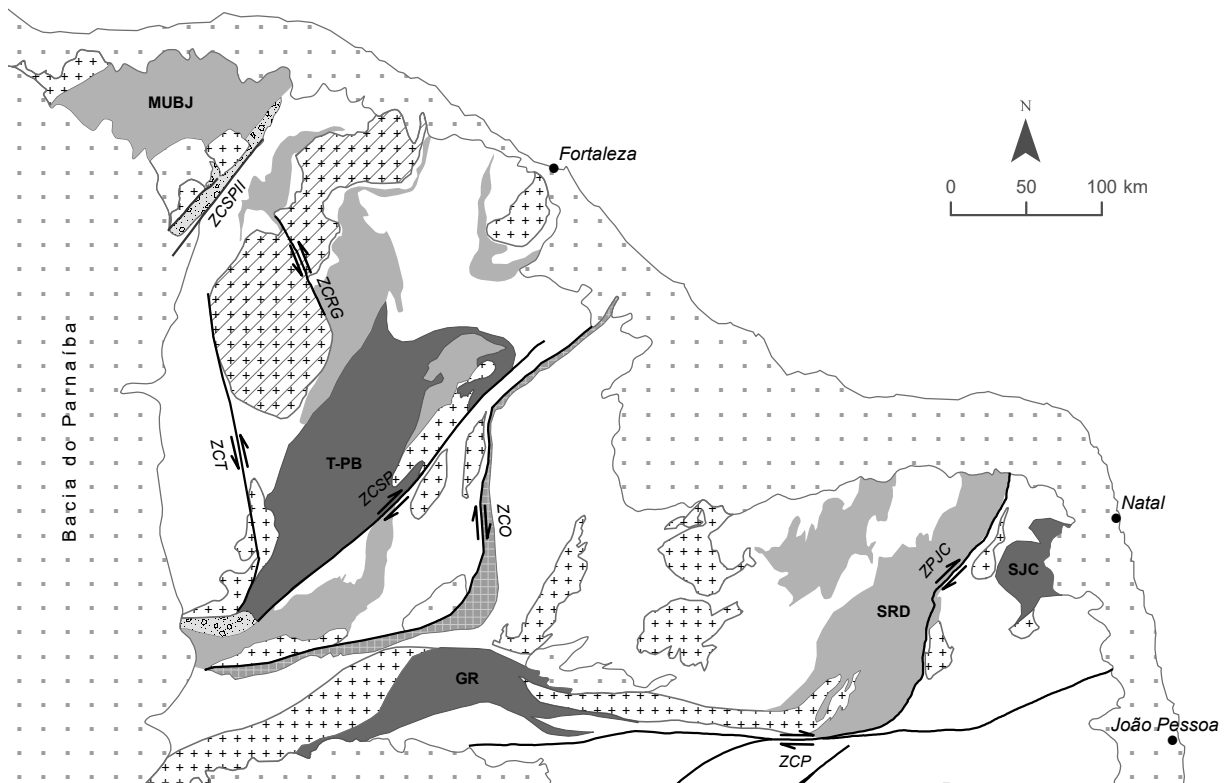 MUBJ
N
Fortaleza
0 50 100 km
ZCSPII
ZCRG
Bacia do Parnaíba
ZCT
T-PB
ZCSP
ZCO
Natal
ZPJC
SJC
SRD
GR
João Pessoa
ZCP